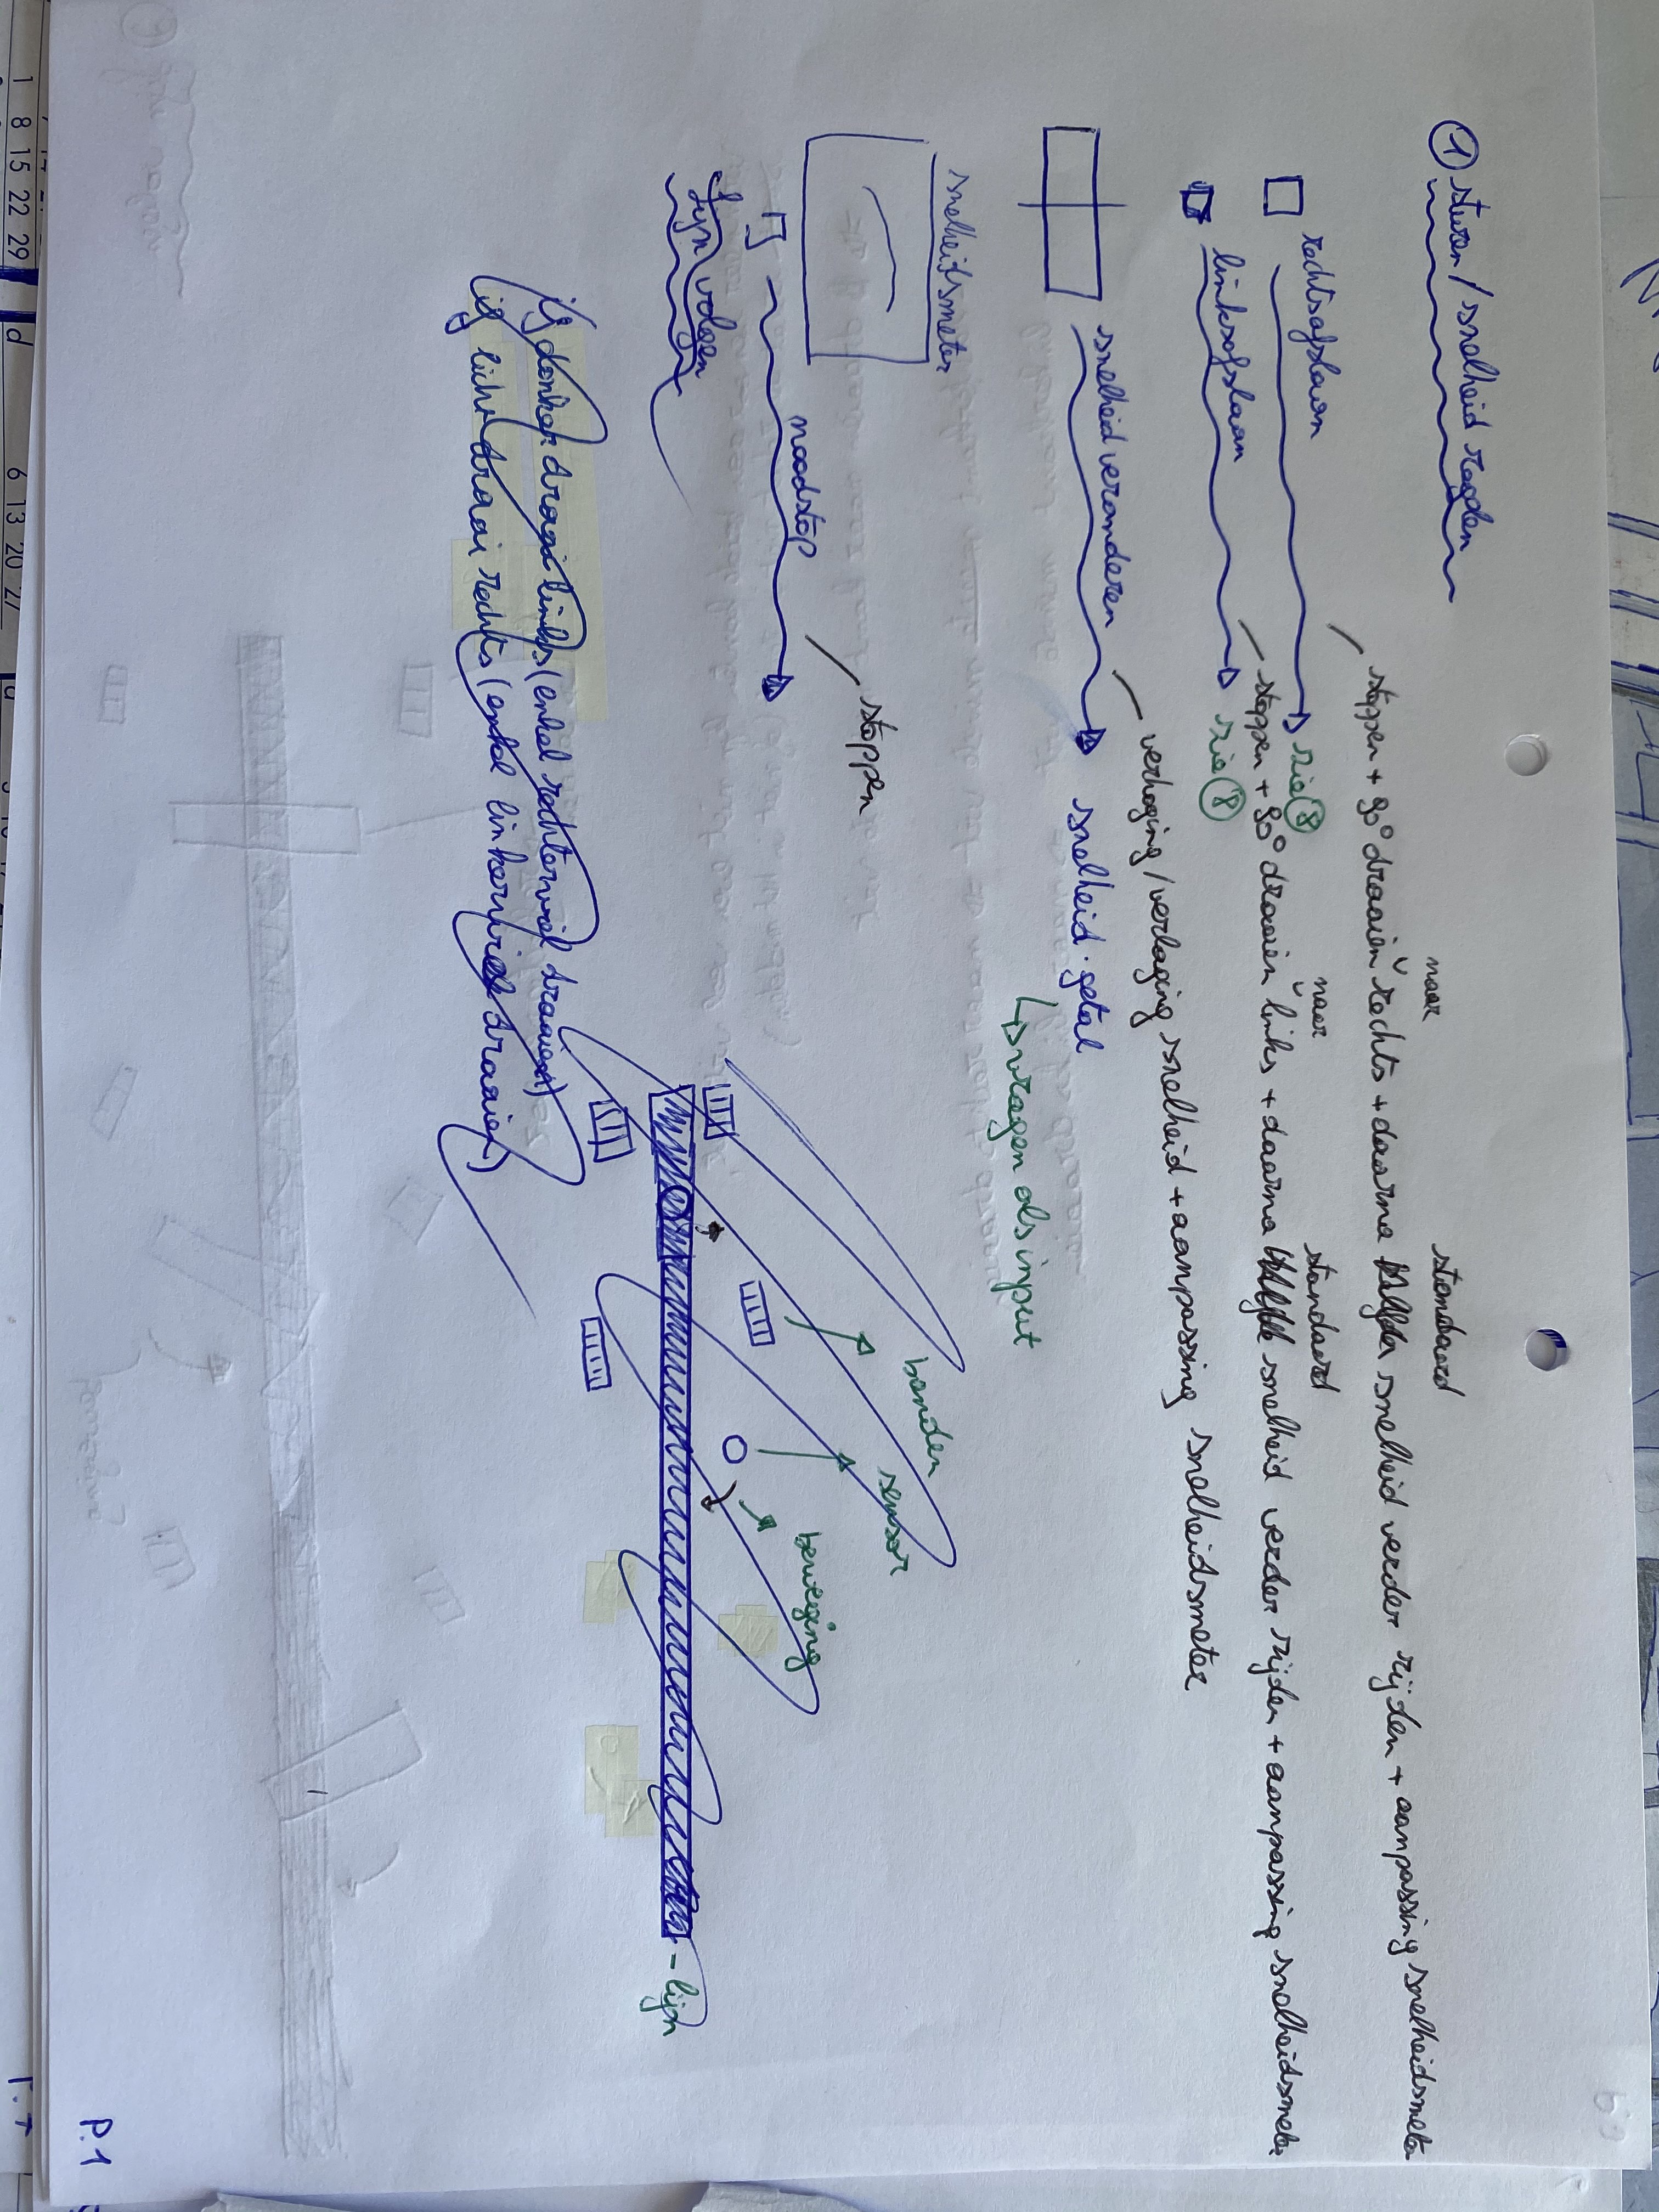 ① sturen / snelheid regelen
stoppen + 90° draaien naar rechts + daarna standaard snelheid verder rijden + aanpassing snelheidsmeter
rechtsafslaan
zie ⑧
stoppen + 90° draaien naar links + daarna standaard snelheid verder rijden + aanpassing snelheidsmeter
linksafslaan
zie ⑧
verhoging / verlaging snelheid + aanpassing snelheidsmeter
snelheid veranderen
snelheid · getal
↳ vragen als input
snelheidsmeter
stoppen
noodstop
② lijn volgen
banden
sensor
beweging
ig donker draai links (enkel rechterwiel draaien)
ig licht draai rechts (enkel linkerwiel draaien)
- lijn
P.1
1 8 15 22 29
6 13 20 27